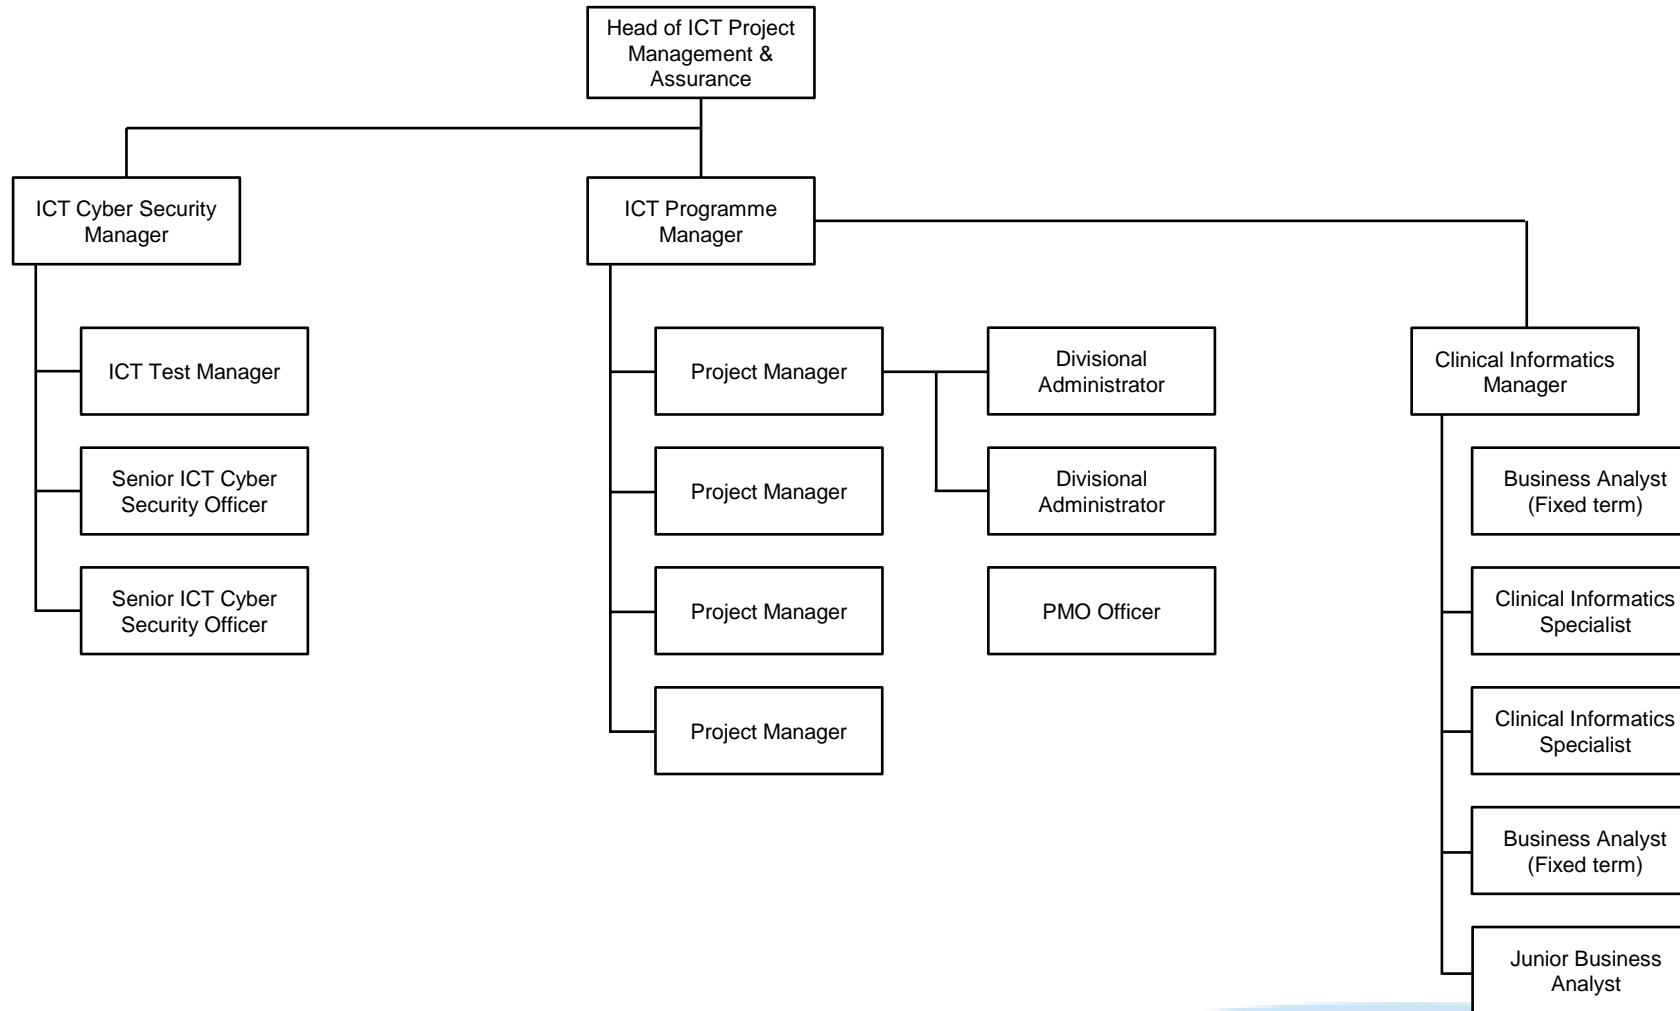 Head of ICT Project
Management &
Assurance
ICT Cyber Security
Manager
ICT Programme
Manager
ICT Test Manager
Project Manager
Divisional
Administrator
Clinical Informatics
Manager
Senior ICT Cyber
Security Officer
Project Manager
Divisional
Administrator
Business Analyst
(Fixed term)
Senior ICT Cyber
Security Officer
Project Manager
PMO Officer
Clinical Informatics
Specialist
Project Manager
Clinical Informatics
Specialist
Business Analyst
(Fixed term)
Junior Business
Analyst